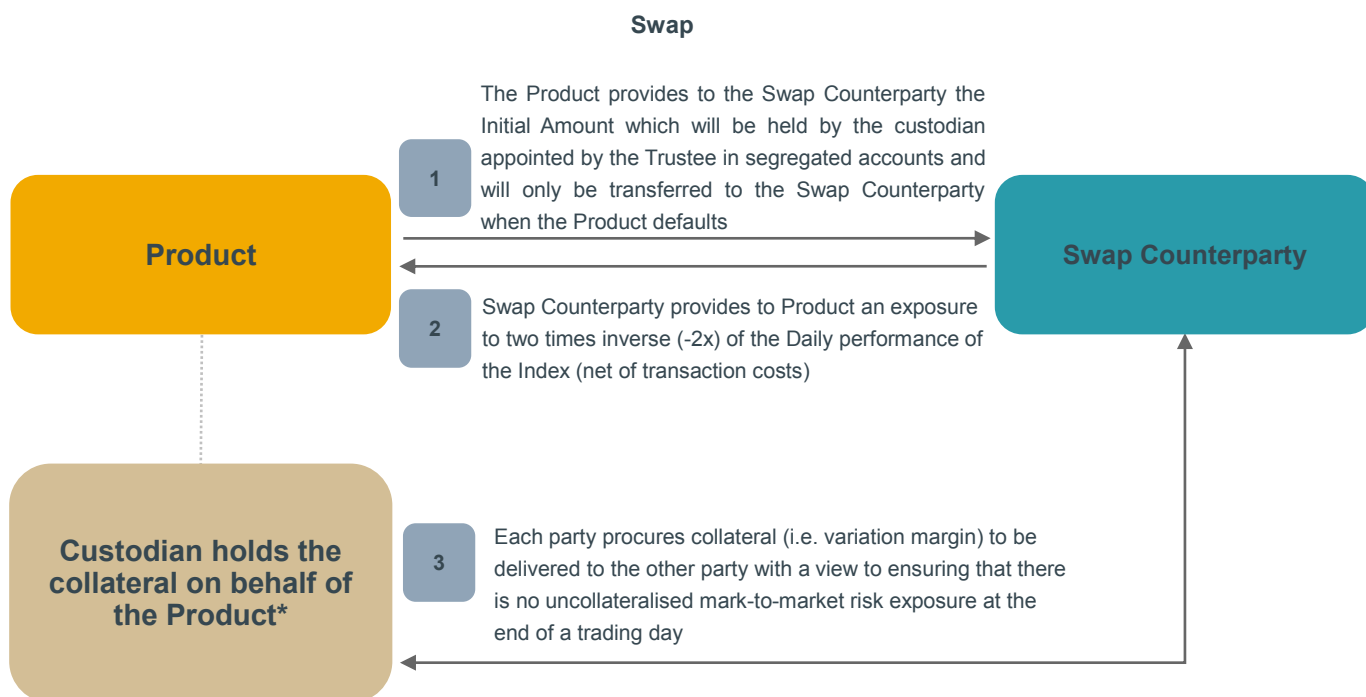 Swap
The Product provides to the Swap Counterparty the
Initial Amount which will be held by the custodian
appointed by the Trustee in segregated accounts and
will only be transferred to the Swap Counterparty
when the Product defaults
1
Product
Swap Counterparty
2
Swap Counterparty provides to Product an exposure
to two times inverse (-2x) of the Daily performance of
the Index (net of transaction costs)
Custodian holds the
collateral on behalf of
the Product*
3
Each party procures collateral (i.e. variation margin) to be
delivered to the other party with a view to ensuring that there
is no uncollateralised mark-to-market risk exposure at the
end of a trading day